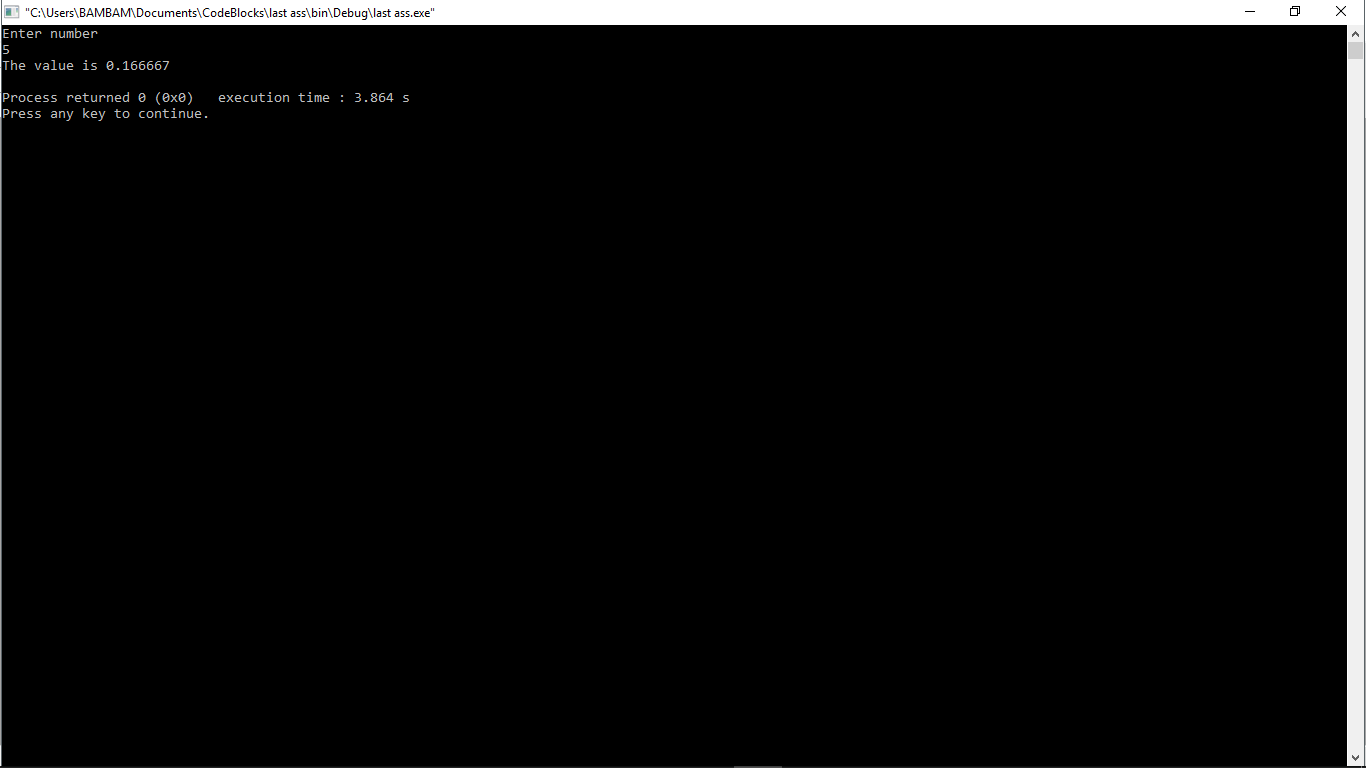 "C:\Users\BAMBAM\Documents\CodeBlocks\last ass\bin\Debug\last ass.exe"
Enter number
5
The value is 0.166667
Process returned 0 (0x0)   execution time : 3.864 s
Press any key to continue.